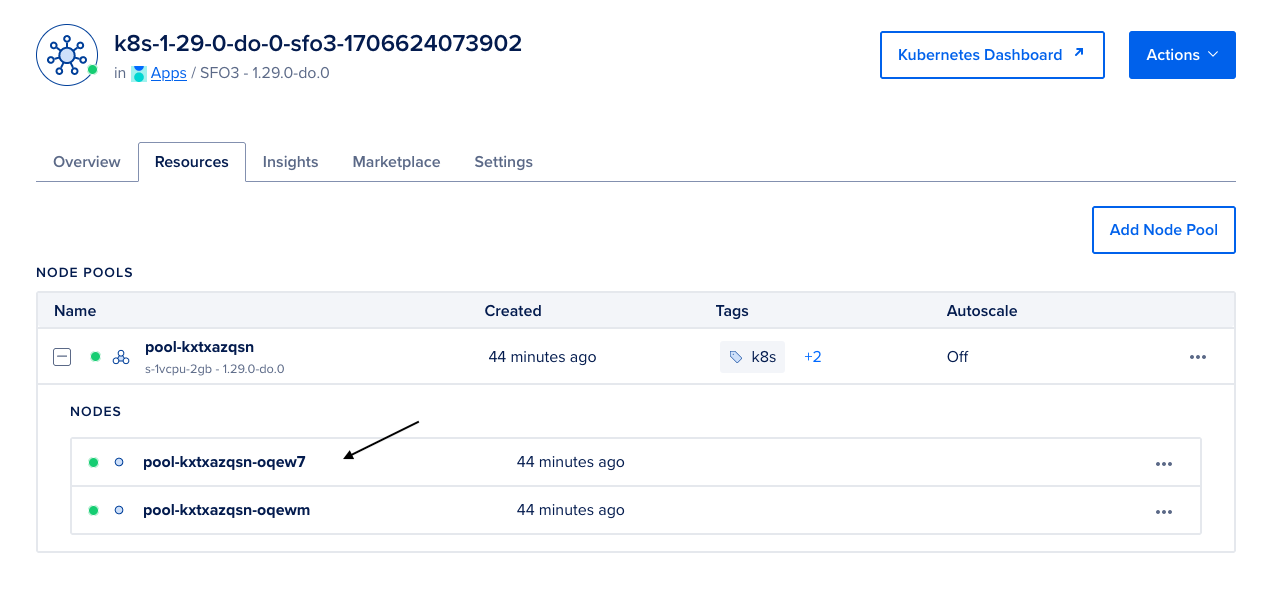 k8s-1-29-0-do-0-sfo3-1706624073902
in Apps / SFO3 - 1.29.0-do.0
Kubernetes Dashboard
Actions
Overview Resources Insights Marketplace Settings
Add Node Pool
NODE POOLS
Name Created Tags Autoscale
pool-kxtxazqsn 44 minutes ago k8s +2 Off
s-1vcpu-2gb - 1.29.0-do.0
NODES
pool-kxtxazqsn-oqew7 44 minutes ago
pool-kxtxazqsn-oqewm 44 minutes ago